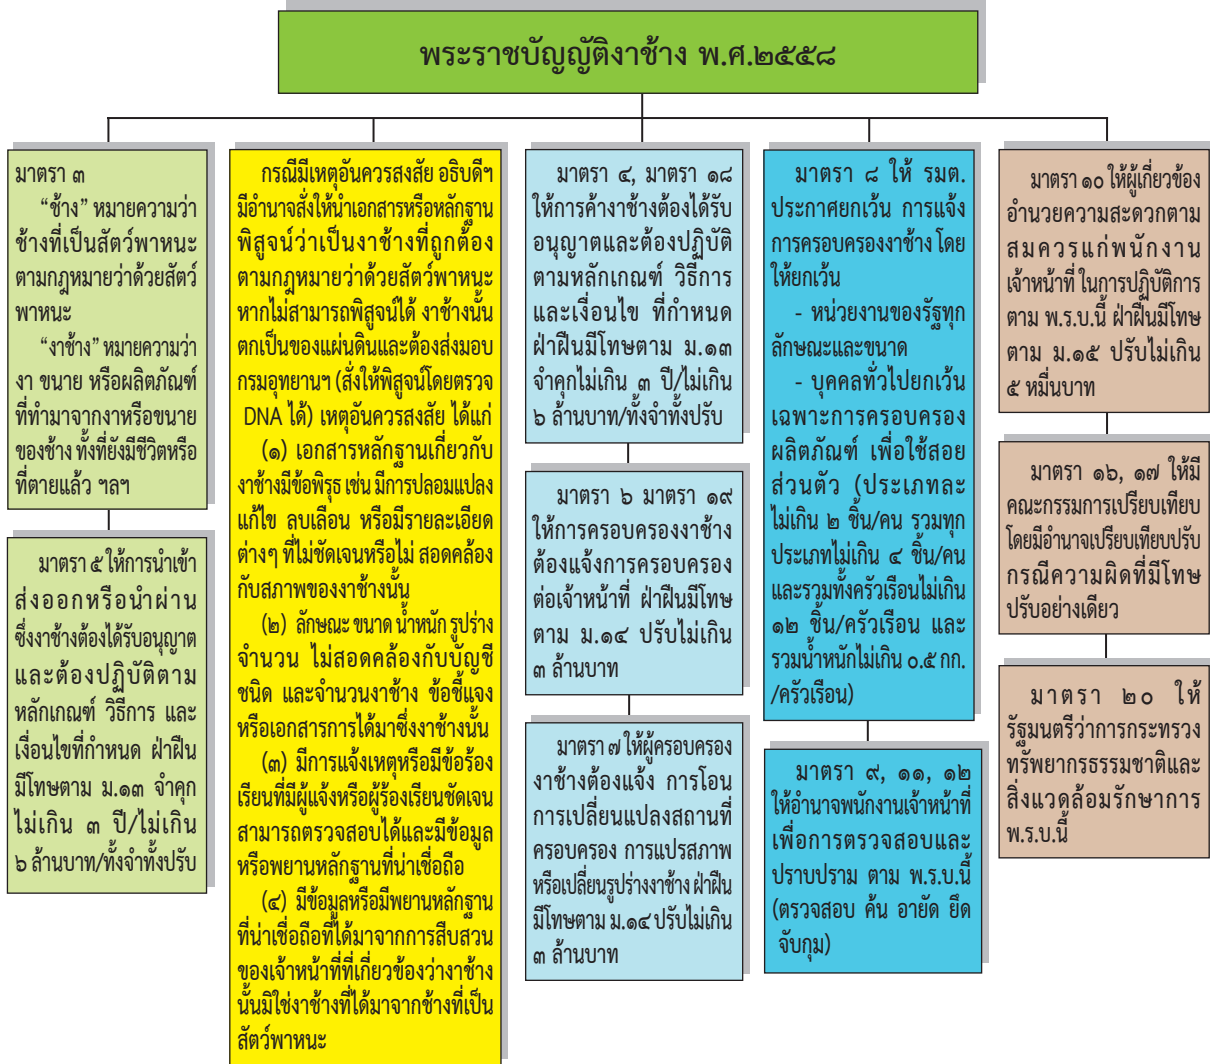 พระราชบัญญัติงาช้าง พ.ศ.๒๕๕๘
มาตรา ๓
“ช้าง” หมายความว่า
ช้างที่เป็นสัตว์พาหนะ
ตามกฎหมายว่าด้วยสัตว์
พาหนะ
“งาช้าง” หมายความว่า
งา ขนาย หรือผลิตภัณฑ์
ที่ทำมาจากงาหรือขนาย
ของช้าง ทั้งที่ยังมีชีวิตหรือ
ที่ตายแล้ว ฯลฯ
มาตรา ๕ ให้การนำเข้า
ส่งออกหรือนำผ่าน
ซึ่งงาช้างต้องได้รับอนุญาต
และต้องปฏิบัติตาม
หลักเกณฑ์ วิธีการ และ
เงื่อนไขที่กำหนด ฝ่าฝืน
มีโทษตาม ม.๑๓ จำคุก
ไม่เกิน ๓ ปี/ไม่เกิน
๖ ล้านบาท/ทั้งจำทั้งปรับ
กรณีมีเหตุอันควรสงสัย อธิบดีฯ
มีอำนาจสั่งให้นำเอกสารหรือหลักฐาน
พิสูจน์ว่าเป็นงาช้างที่ถูกต้อง
ตามกฎหมายว่าด้วยสัตว์พาหนะ
หากไม่สามารถพิสูจน์ได้ งาช้างนั้น
ตกเป็นของแผ่นดินและต้องส่งมอบ
กรมอุทยานฯ (สั่งให้พิสูจน์โดยตรวจ
DNA ได้) เหตุอันควรสงสัย ได้แก่
(๑) เอกสารหลักฐานเกี่ยวกับ
งาช้างมีข้อพิรุธ เช่น มีการปลอมแปลง
แก้ไข ลบเลือน หรือมีรายละเอียด
ต่างๆ ที่ไม่ชัดเจนหรือไม่ สอดคล้อง
กับสภาพของงาช้างนั้น
(๒) ลักษณะ ขนาด น้ำหนัก รูปร่าง
จำนวน ไม่สอดคล้องกับบัญชี
ชนิด และจำนวนงาช้าง ข้อชี้แจง
หรือเอกสารการได้มาซึ่งงาช้างนั้น
(๓) มีการแจ้งเหตุหรือมีข้อร้อง
เรียนที่มีผู้แจ้งหรือผู้ร้องเรียนชัดเจน
สามารถตรวจสอบได้และมีข้อมูล
หรือพยานหลักฐานที่น่าเชื่อถือ
(๔) มีข้อมูลหรือมีพยานหลักฐาน
ที่น่าเชื่อถือที่ได้มาจากการสืบสวน
ของเจ้าหน้าที่ที่เกี่ยวข้องว่างาช้าง
นั้นมิใช่งาช้างที่ได้มาจากช้างที่เป็น
สัตว์พาหนะ
มาตรา ๔, มาตรา ๑๘
ให้การค้างาช้างต้องได้รับ
อนุญาตและต้องปฏิบัติ
ตามหลักเกณฑ์ วิธีการ
และเงื่อนไข ที่กำหนด
ฝ่าฝืนมีโทษตาม ม.๑๓
จำคุกไม่เกิน ๓ ปี/ไม่เกิน
๖ ล้านบาท/ทั้งจำทั้งปรับ
มาตรา ๖ มาตรา ๑๙
ให้การครอบครองงาช้าง
ต้องแจ้งการครอบครอง
ต่อเจ้าหน้าที่ ฝ่าฝืนมีโทษ
ตาม ม.๑๔ ปรับไม่เกิน
๓ ล้านบาท
มาตรา ๗ ให้ผู้ครอบครอง
งาช้างต้องแจ้ง การโอน
การเปลี่ยนแปลงสถานที่
ครอบครอง การแปรสภาพ
หรือเปลี่ยนรูปร่างงาช้าง ฝ่าฝืน
มีโทษตาม ม.๑๔ ปรับไม่เกิน
๓ ล้านบาท
มาตรา ๘ ให้ รมต.
ประกาศยกเว้น การแจ้ง
การครอบครองงาช้าง โดย
ให้ยกเว้น
- หน่วยงานของรัฐทุก
ลักษณะและขนาด
- บุคคลทั่วไปยกเว้น
เฉพาะการครอบครอง
ผลิตภัณฑ์ เพื่อใช้สอย
ส่วนตัว (ประเภทละ
ไม่เกิน ๒ ชิ้น/คน รวมทุก
ประเภทไม่เกิน ๔ ชิ้น/คน
และรวมทั้งครัวเรือนไม่เกิน
๑๒ ชิ้น/ครัวเรือน และ
รวมน้ำหนักไม่เกิน ๐.๕ กก.
/ครัวเรือน)
มาตรา ๙, ๑๑, ๑๒
ให้อำนาจพนักงานเจ้าหน้าที่
เพื่อการตรวจสอบและ
ปราบปราม ตาม พ.ร.บ.นี้
(ตรวจสอบ ค้น อายัด ยึด
จับกุม)
มาตรา ๑๐ ให้ผู้เกี่ยวข้อง
อำนวยความสะดวกตาม
สมควรแก่พนักงาน
เจ้าหน้าที่ ในการปฏิบัติการ
ตาม พ.ร.บ.นี้ ฝ่าฝืนมีโทษ
ตาม ม.๑๕ ปรับไม่เกิน
๕ หมื่นบาท
มาตรา ๑๖, ๑๗ ให้มี
คณะกรรมการเปรียบเทียบ
โดยมีอำนาจเปรียบเทียบปรับ
กรณีความผิดที่มีโทษ
ปรับอย่างเดียว
มาตรา ๒๐ ให้
รัฐมนตรีว่าการกระทรวง
ทรัพยากรธรรมชาติและ
สิ่งแวดล้อมรักษาการ
พ.ร.บ.นี้